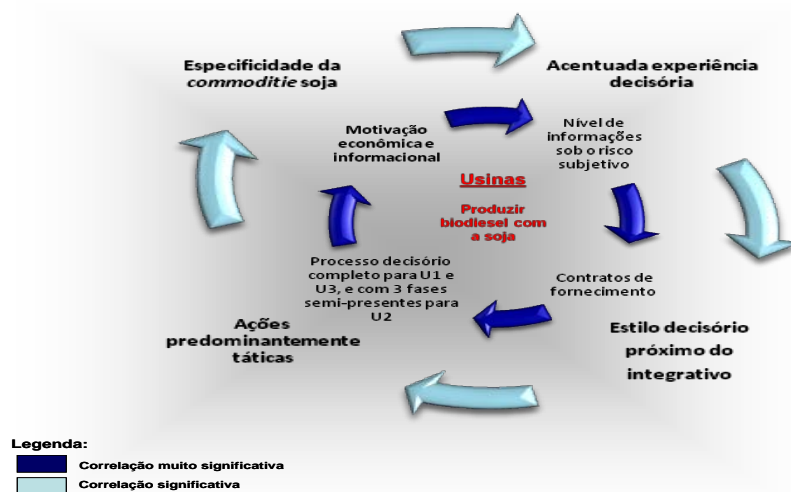 Especificidade da
commoditie soja
Acentuada experiência
decisória
Motivação
econômica e
informacional
Nível de
informações
sob o risco
subjetivo
Usinas
Produzir
biodiesel com
a soja
Processo decisório
completo para U1 e
U3, e com 3 fases
semi-presentes para
U2
Contratos de
fornecimento
Ações
predominantemente
táticas
Estilo decisório
próximo do
integrativo
Legenda:
Correlação muito significativa
Correlação significativa